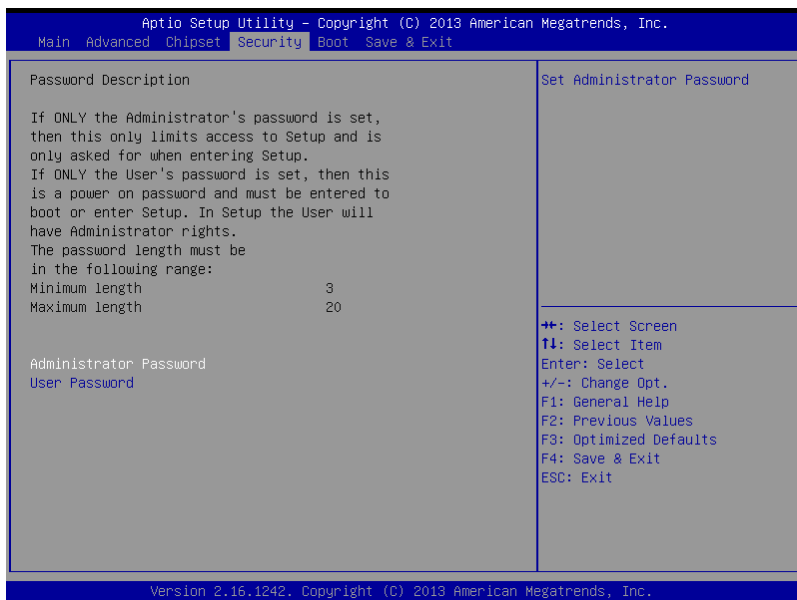 Aptio Setup Utility – Copyright (C) 2013 American Megatrends, Inc.
Main Advanced Chipset Security Boot Save & Exit
Password Description
If ONLY the Administrator's password is set,
then this only limits access to Setup and is
only asked for when entering Setup.
If ONLY the User's password is set, then this
is a power on password and must be entered to
boot or enter Setup. In Setup the User will
have Administrator rights.
The password length must be
in the following range:
Minimum length 3
Maximum length 20
Administrator Password
User Password
Set Administrator Password
→←: Select Screen
↑↓: Select Item
Enter: Select
+/-: Change Opt.
F1: General Help
F2: Previous Values
F3: Optimized Defaults
F4: Save & Exit
ESC: Exit
Version 2.16.1242. Copyright (C) 2013 American Megatrends, Inc.